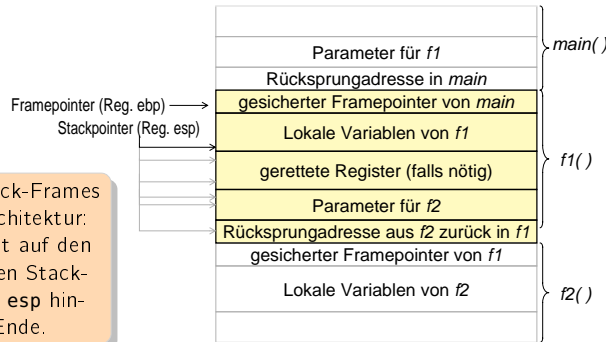 Parameter für f1
main( )
Rücksprungadresse in main
Framepointer (Reg. ebp)
gesicherter Framepointer von main
Stackpointer (Reg. esp)
Lokale Variablen von f1
gerettete Register (falls nötig)
f1( )
Parameter für f2
Rücksprungadresse aus f2 zurück in f1
gesicherter Framepointer von f1
Lokale Variablen von f2
f2( )
ck-Frames
chitektur:
t auf den
en Stack-
esp hin-
Ende.